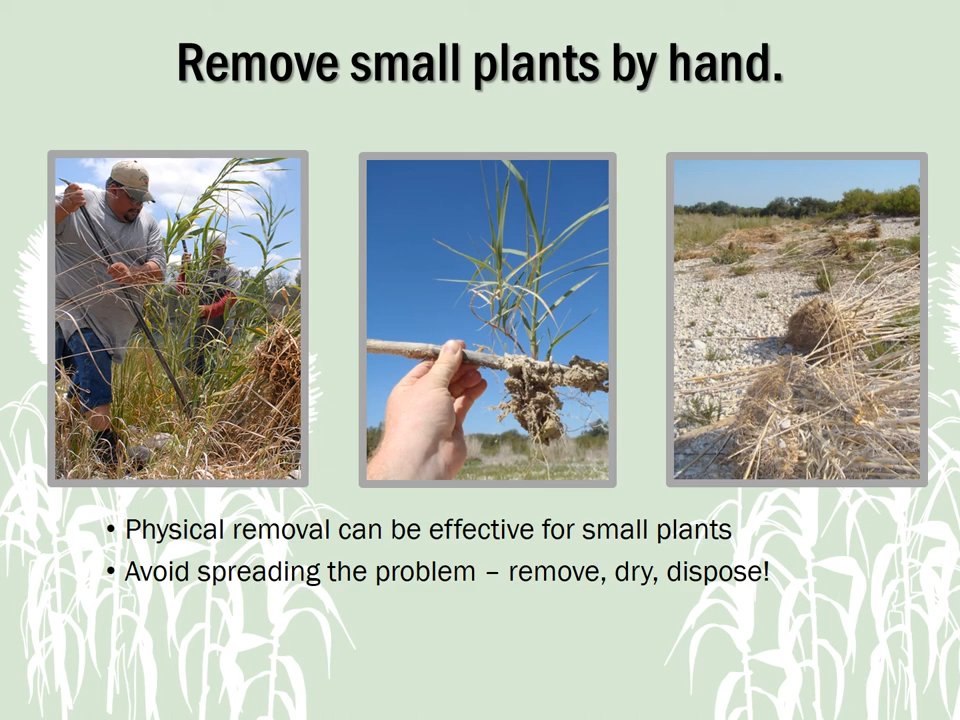 Remove small plants by hand.
• Physical removal can be effective for small plants
• Avoid spreading the problem – remove, dry, dispose!